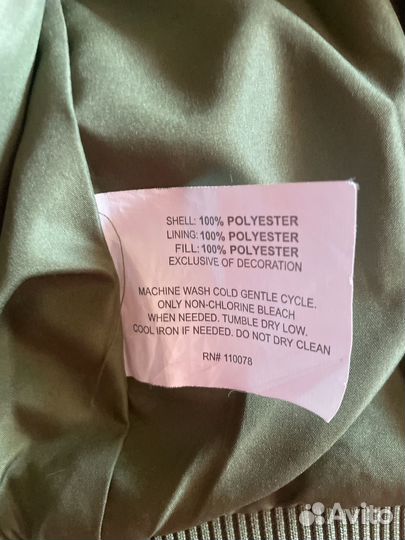 SHELL: 100% POLYESTER
LINING: 100% POLYESTER
FILL: 100% POLYESTER
EXCLUSIVE OF DECORATION
MACHINE WASH COLD GENTLE CYCLE.
ONLY NON-CHLORINE BLEACH
WHEN NEEDED. TUMBLE DRY LOW.
COOL IRON IF NEEDED. DO NOT DRY CLEAN
RN# 110078
Avito